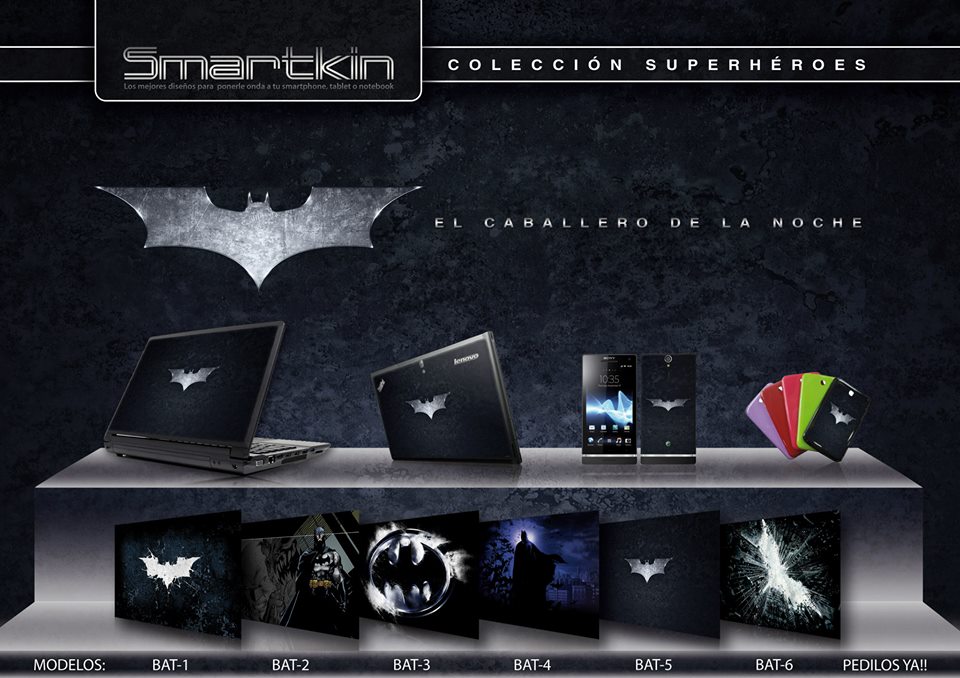 Smartkin
Los mejores diseños para ponerle onda a tu smartphone, tablet o notebook
COLECCIÓN SUPERHÉROES
EL CABALLERO DE LA NOCHE
lenovo
SONY
10:35
MODELOS: BAT-1 BAT-2 BAT-3 BAT-4 BAT-5 BAT-6 PEDILOS YA!!